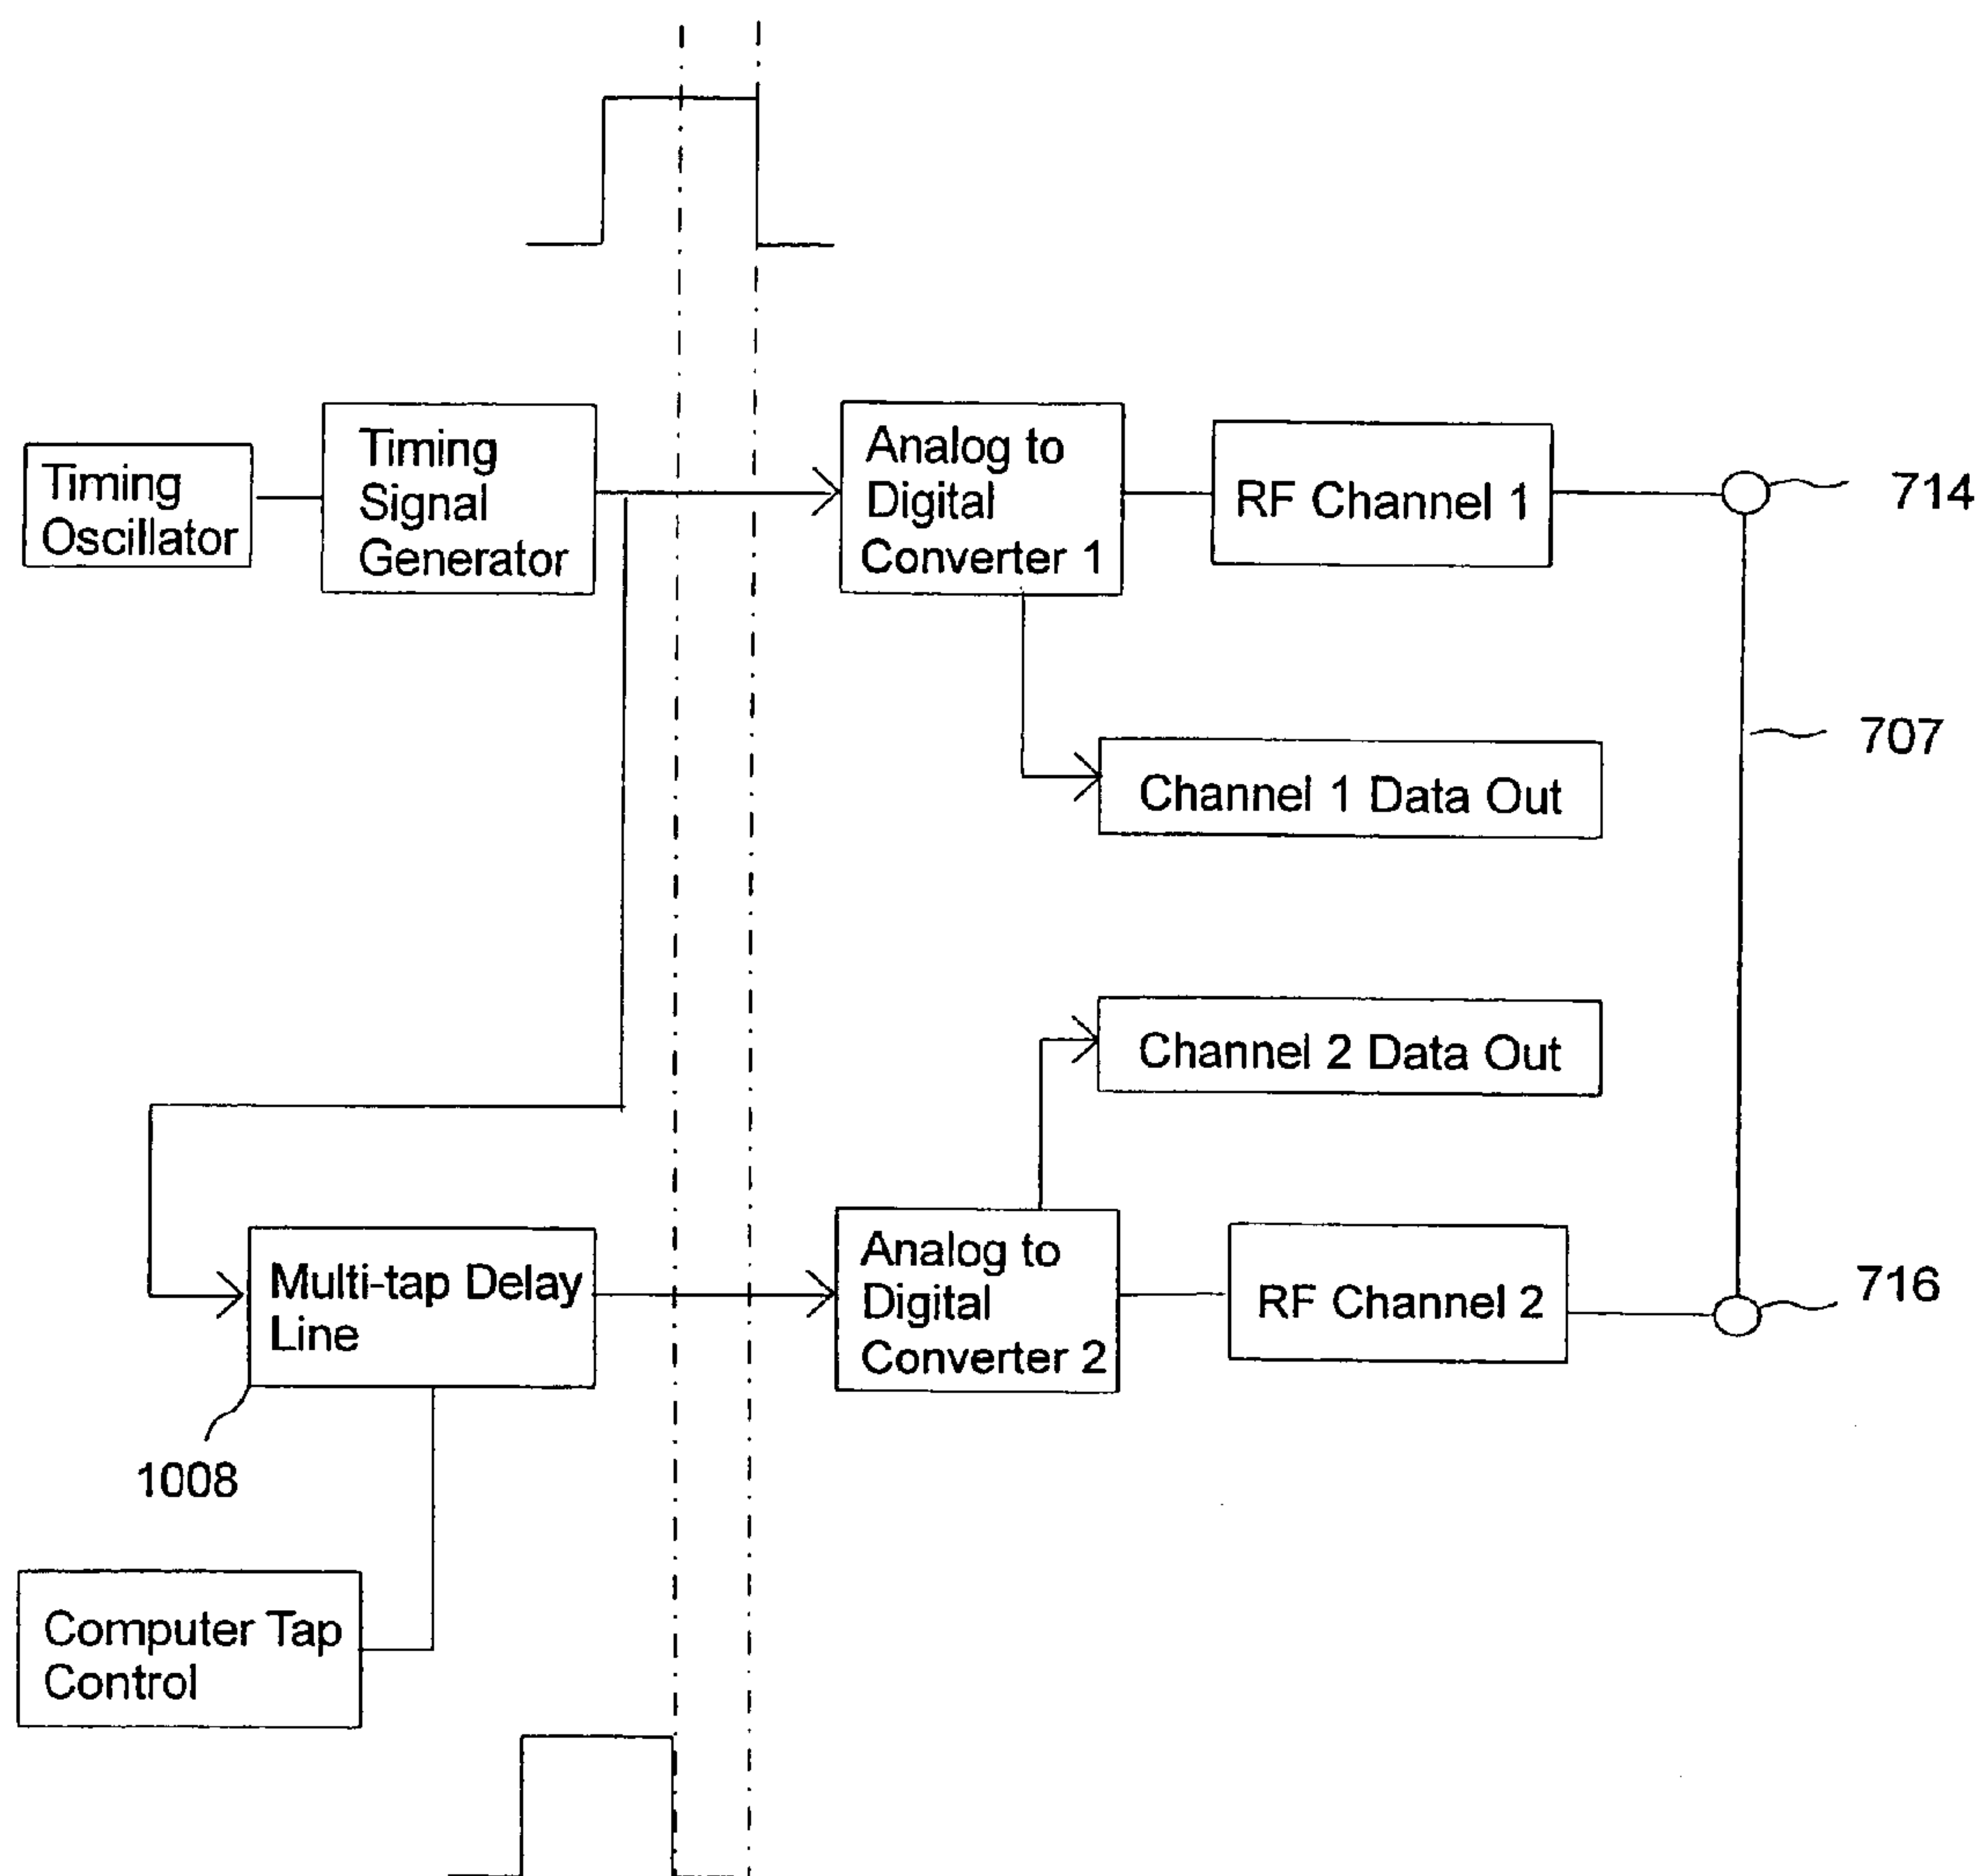 Timing
Oscillator
Timing
Signal
Generator
Analog to
Digital
Converter 1
RF Channel 1
714
707
Channel 1 Data Out
Channel 2 Data Out
Multi-tap Delay
Line
1008
Analog to
Digital
Converter 2
RF Channel 2
716
Computer Tap
Control